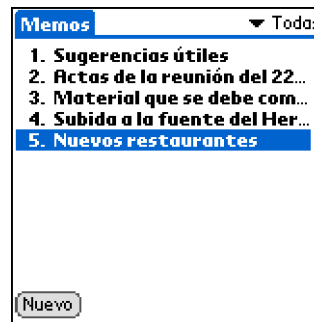 Memos
Todas
1. Sugerencias útiles
2. Actas de la reunión del 22...
3. Material que se debe com...
4. Subida a la fuente del Her...
5. Nuevos restaurantes
Nuevo